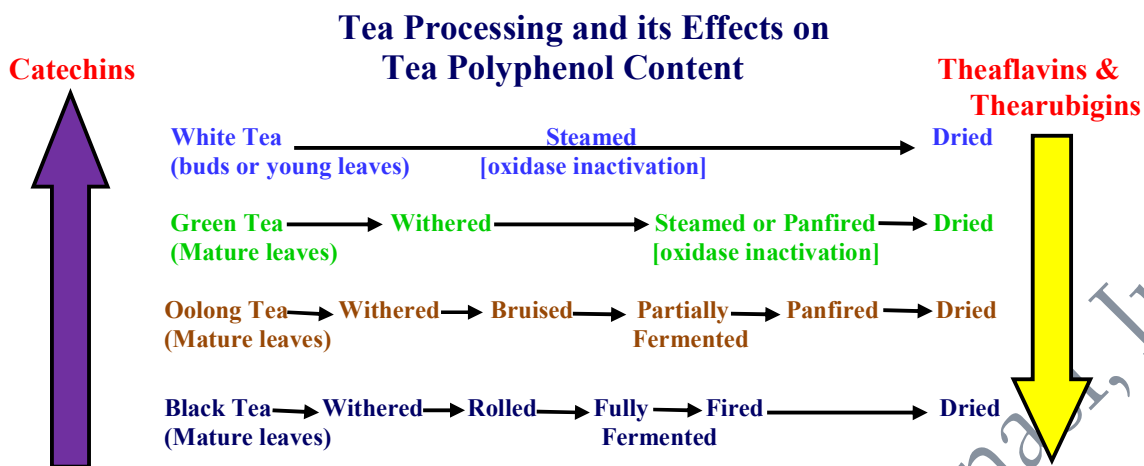 Tea Processing and its Effects on
Tea Polyphenol Content
Catechins
Theaflavins &
Thearubigins
White Tea Steamed Dried
(buds or young leaves) [oxidase inactivation]
Green Tea Withered Steamed or Panfired Dried
(Mature leaves) [oxidase inactivation]
Oolong Tea Withered Bruised Partially Panfired Dried
(Mature leaves) Fermented
Black Tea Withered Rolled Fully Fired Dried
(Mature leaves) Fermented